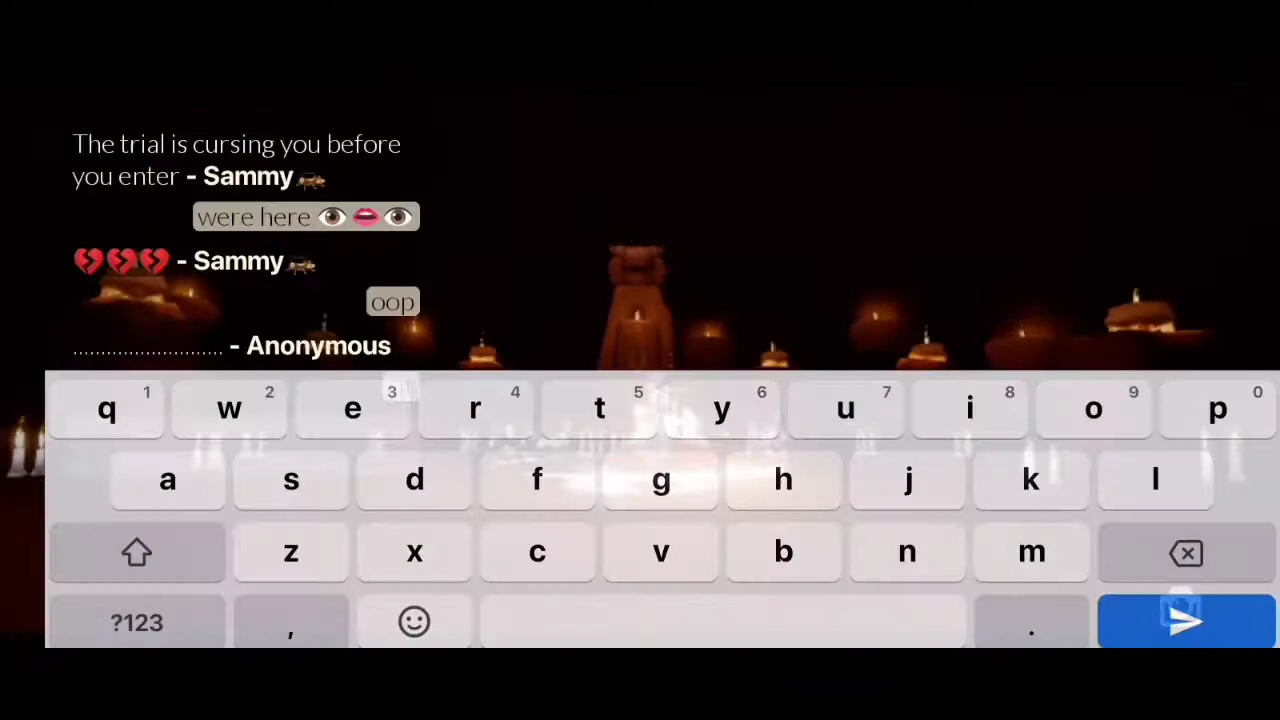 The trial is cursing you before
you enter - Sammy🦗
were here 👁️👄👁️
💔💔💔 - Sammy🦗
oop
........................... - Anonymous
q 1 w 2 e 3 r 4 t 5 y 6 u 7 i 8 o 9 p 0
a s d f g h j k l
z x c v b n m
?123 , .